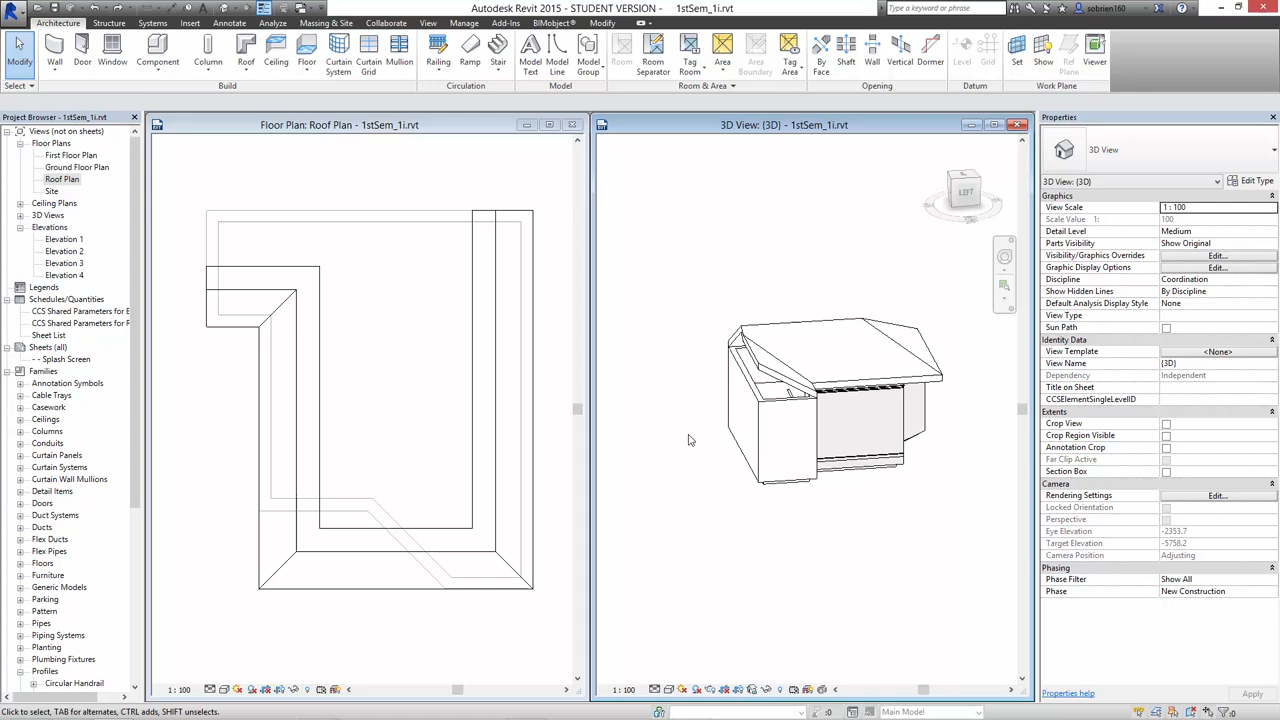 Autodesk Revit 2015 - STUDENT VERSION - 1stSem_1i.rvt
Type a keyword or phrase
sobrien160
Architecture Structure Systems Insert Annotate Analyze Massing & Site Collaborate View Manage Add-Ins BIMobject® Modify
Modify Wall Door Window Component Column Roof Ceiling Floor Curtain System Curtain Grid Mullion Railing Ramp Stair Model Text Model Line Model Group Room Room Separator Tag Room Area Area Boundary Tag Area By Face Shaft Wall Vertical Dormer Level Grid Set Show Ref Plane Viewer
Select Build Circulation Model Room & Area Opening Datum Work Plane
Project Browser - 1stSem_1i.rvt
Views (not on sheets)
Floor Plans
First Floor Plan
Ground Floor Plan
Roof Plan
Site
Ceiling Plans
3D Views
Elevations
Elevation 1
Elevation 2
Elevation 3
Elevation 4
Legends
Schedules/Quantities
CCS Shared Parameters for E
CCS Shared Parameters for F
Sheet List
Sheets (all)
-- Splash Screen
Families
Annotation Symbols
Cable Trays
Casework
Ceilings
Columns
Conduits
Curtain Panels
Curtain Systems
Curtain Wall Mullions
Detail Items
Doors
Duct Systems
Ducts
Flex Ducts
Flex Pipes
Floors
Furniture
Generic Models
Parking
Pattern
Pipes
Piping Systems
Planting
Plumbing Fixtures
Profiles
Circular Handrail
Floor Plan: Roof Plan - 1stSem_1i.rvt
1 : 100
3D View: {3D} - 1stSem_1i.rvt
LEFT
1 : 100
Properties
3D View
3D View: {3D} Edit Type
Graphics
View Scale 1 : 100
Scale Value 1: 100
Detail Level Medium
Parts Visibility Show Original
Visibility/Graphics Overrides Edit...
Graphic Display Options Edit...
Discipline Coordination
Show Hidden Lines By Discipline
Default Analysis Display Style None
View Type
Sun Path
Identity Data
View Template <None>
View Name {3D}
Dependency Independent
Title on Sheet
CCSElementSingleLevelID
Extents
Crop View
Crop Region Visible
Annotation Crop
Far Clip Active
Section Box
Camera
Rendering Settings Edit...
Locked Orientation
Perspective
Eye Elevation -2353.7
Target Elevation -5758.2
Camera Position Adjusting
Phasing
Phase Filter Show All
Phase New Construction
Properties help Apply
Click to select, TAB for alternates, CTRL adds, SHIFT unselects. :0 Main Model :0